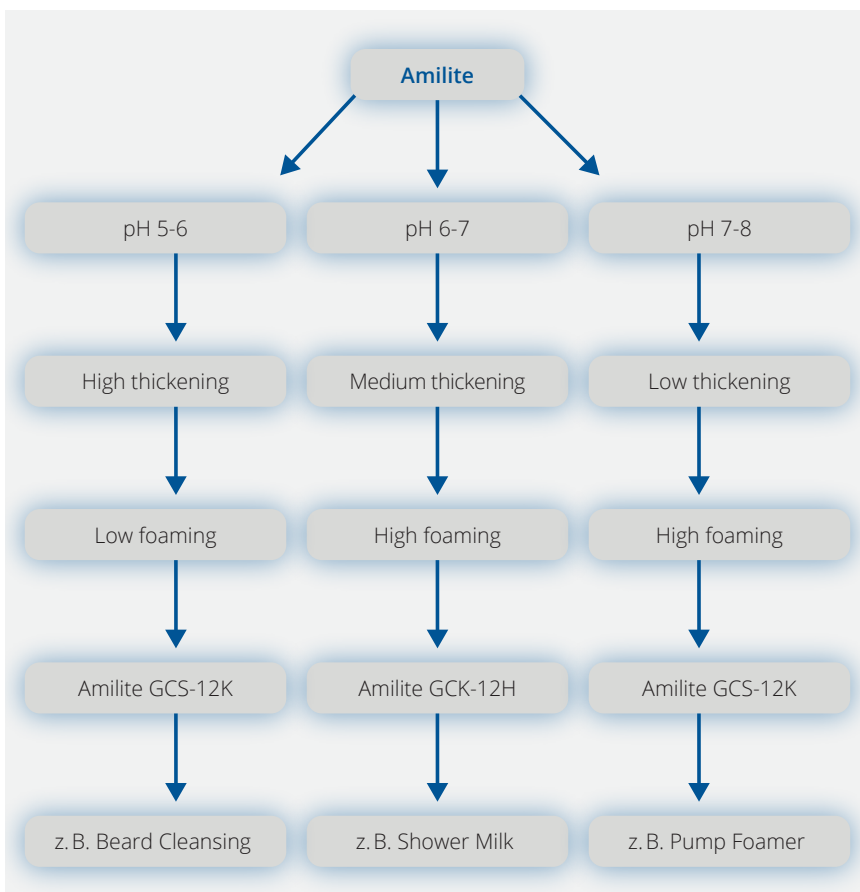 Amilite
pH 5-6
pH 6-7
pH 7-8
High thickening
Medium thickening
Low thickening
Low foaming
High foaming
High foaming
Amilite GCS-12K
Amilite GCK-12H
Amilite GCS-12K
z. B. Beard Cleansing
z. B. Shower Milk
z. B. Pump Foamer